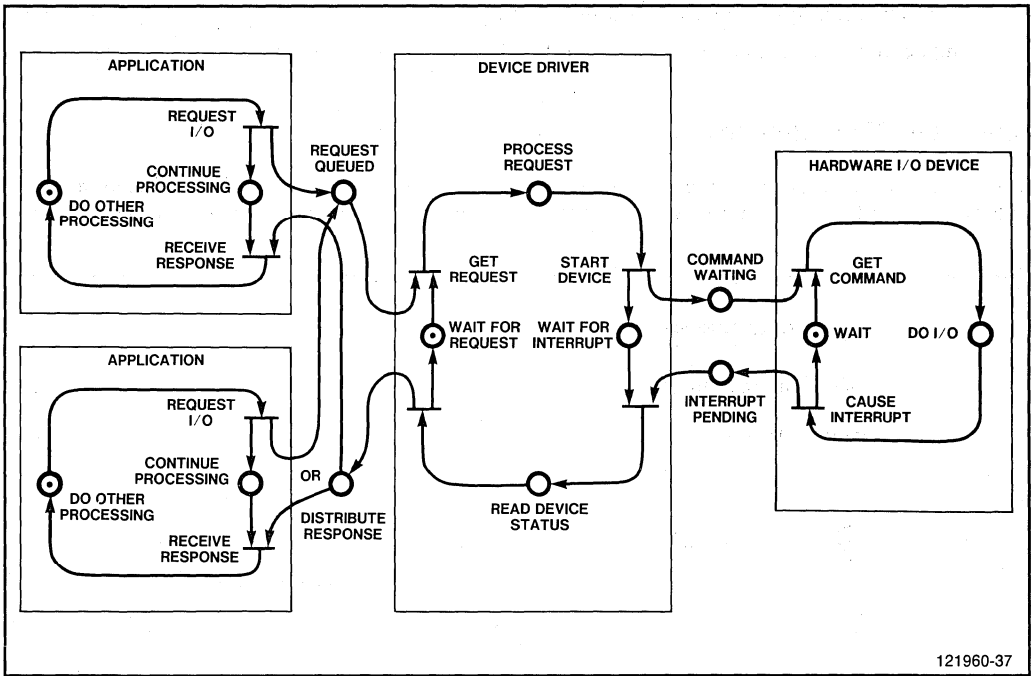 APPLICATION
REQUEST
I/O
CONTINUE
PROCESSING
DO OTHER
PROCESSING
RECEIVE
RESPONSE
REQUEST
QUEUED
APPLICATION
REQUEST
I/O
CONTINUE
PROCESSING
DO OTHER
PROCESSING
RECEIVE
RESPONSE
OR
DISTRIBUTE
RESPONSE
DEVICE DRIVER
PROCESS
REQUEST
GET
REQUEST
START
DEVICE
WAIT FOR
REQUEST
WAIT FOR
INTERRUPT
READ DEVICE
STATUS
COMMAND
WAITING
INTERRUPT
PENDING
HARDWARE I/O DEVICE
GET
COMMAND
WAIT
DO I/O
CAUSE
INTERRUPT
121960-37